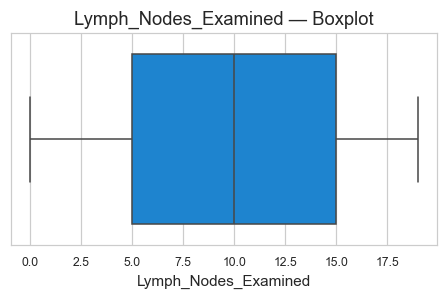 Lymph_Nodes_Examined — Boxplot
0.0 2.5 5.0 7.5 10.0 12.5 15.0 17.5
Lymph_Nodes_Examined